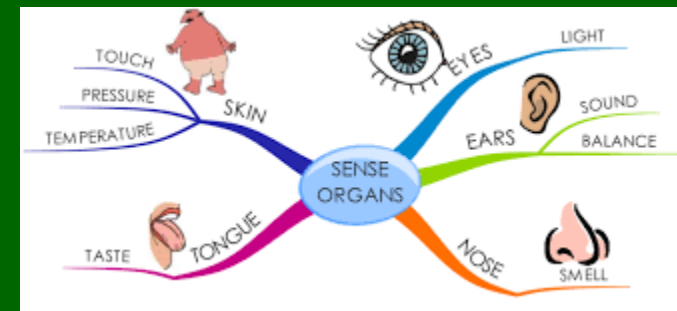 SENSE
ORGANS
EYES
LIGHT
EARS
SOUND
BALANCE
NOSE
SMELL
TONGUE
TASTE
SKIN
TOUCH
PRESSURE
TEMPERATURE